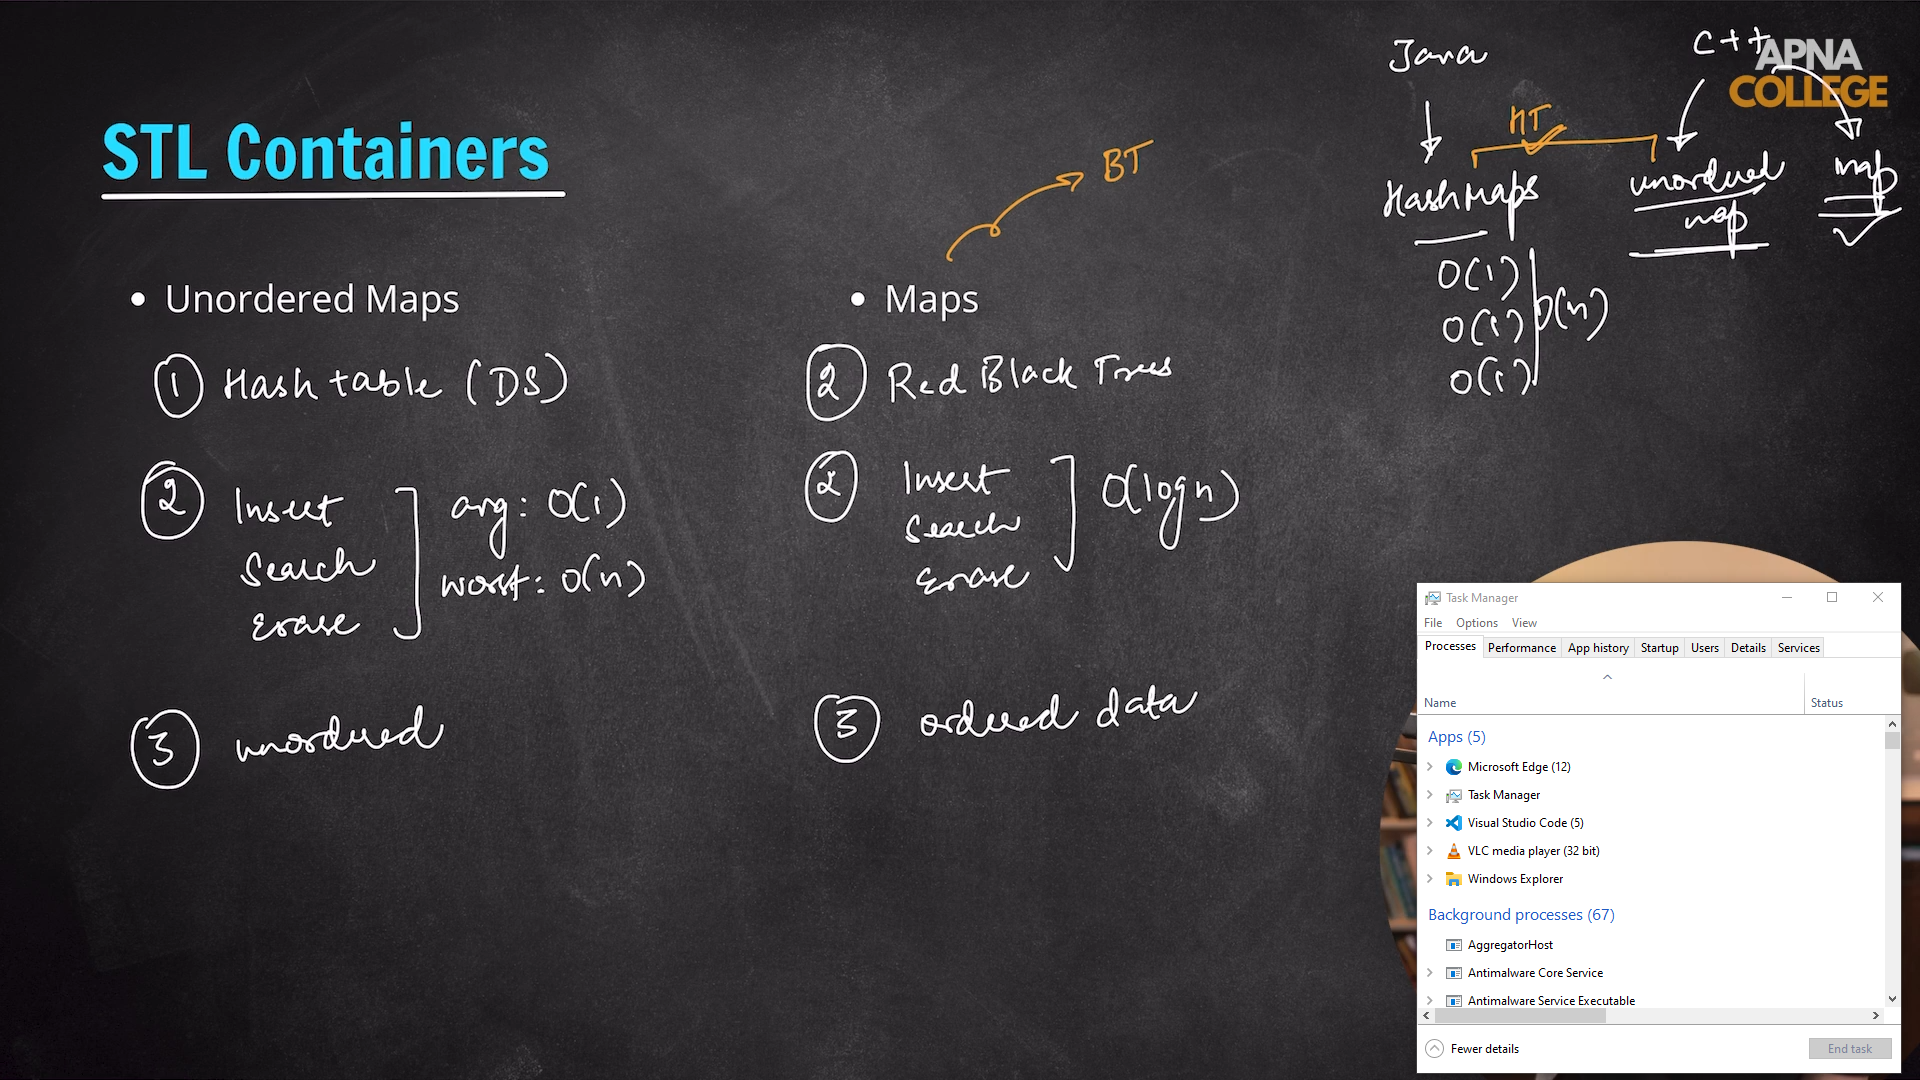 STL Containers
Java
C++
APNA
COLLEGE
HT
HashMaps
unordered
map
map
O(1)
O(1)
O(1)
O(n)
BT
• Unordered Maps
① Hash table (DS)
② Insert
Search
Erase
avg: O(1)
worst: O(n)
③ unordered
• Maps
② Red Black Trees
② Insert
Search
Erase
O(logn)
③ ordered data
Task Manager
File Options View
Processes Performance App history Startup Users Details Services
Name Status
Apps (5)
Microsoft Edge (12)
Task Manager
Visual Studio Code (5)
VLC media player (32 bit)
Windows Explorer
Background processes (67)
AggregatorHost
Antimalware Core Service
Antimalware Service Executable
Fewer details End task